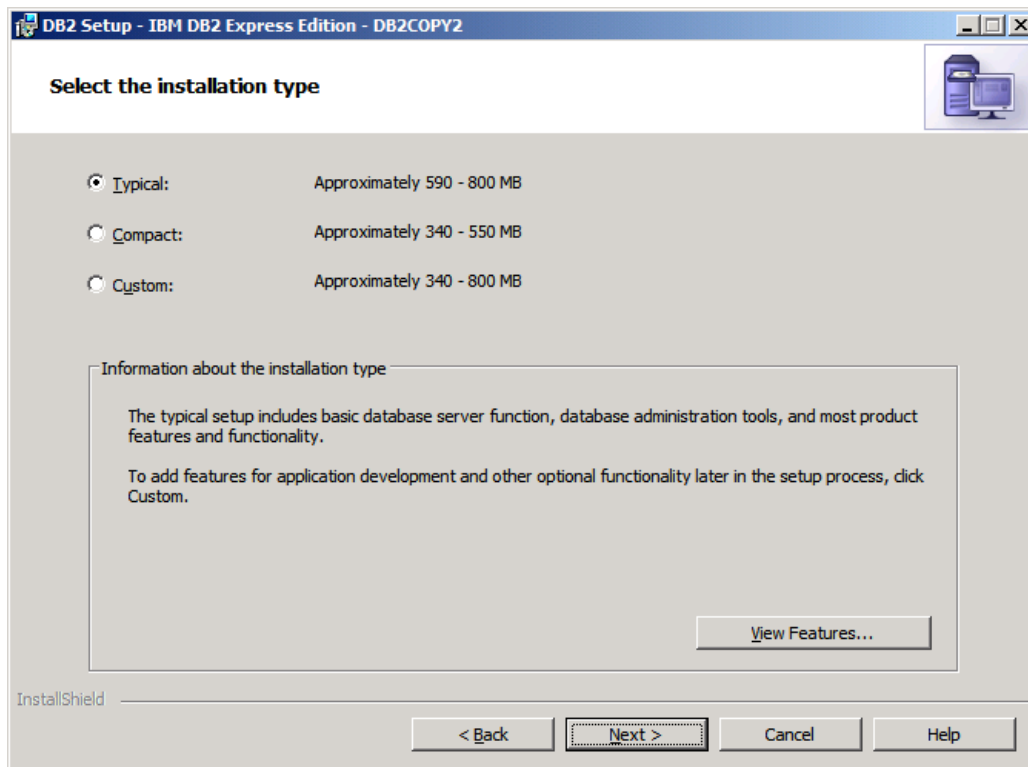 DB2 Setup - IBM DB2 Express Edition - DB2COPY2
Select the installation type
Typical: Approximately 590 - 800 MB
Compact: Approximately 340 - 550 MB
Custom: Approximately 340 - 800 MB
Information about the installation type
The typical setup includes basic database server function, database administration tools, and most product
features and functionality.
To add features for application development and other optional functionality later in the setup process, click
Custom.
View Features...
InstallShield
< Back Next > Cancel Help